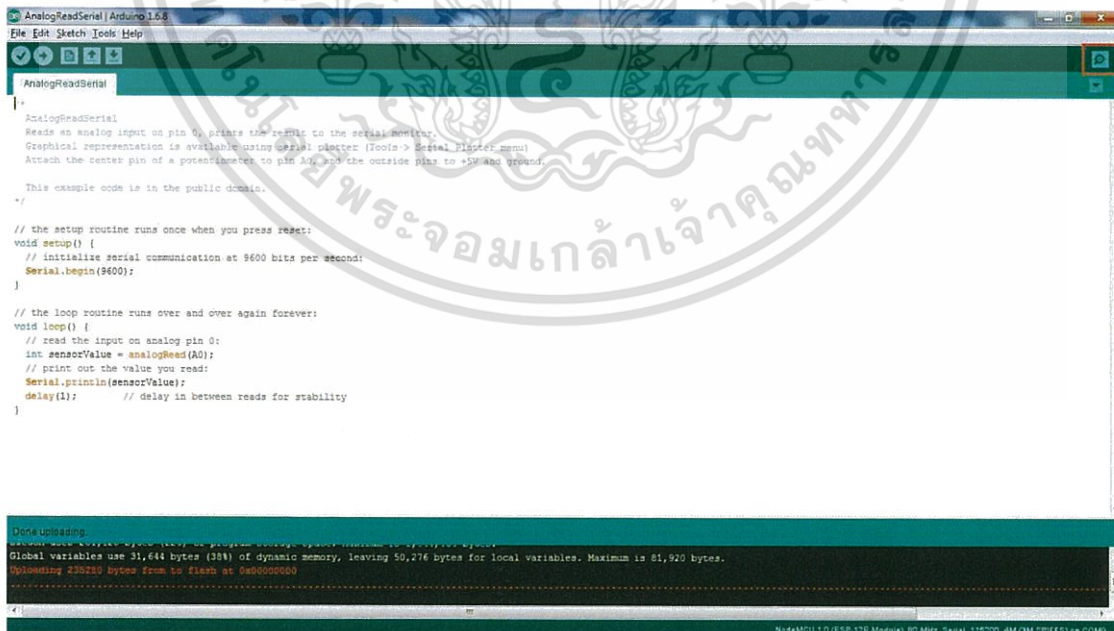 AnalogReadSerial | Arduino 1.6.8
File Edit Sketch Tools Help
AnalogReadSerial
/*
AnalogReadSerial
Reads an analog input on pin 0, prints the result to the serial monitor.
Graphical representation is available using serial plotter (Tools > Serial Plotter menu)
Attach the center pin of a potentiometer to pin A0, and the outside pins to +5V and ground.
This example code is in the public domain.
*/
// the setup routine runs once when you press reset:
void setup() {
// initialize serial communication at 9600 bits per second:
Serial.begin(9600);
}
// the loop routine runs over and over again forever:
void loop() {
// read the input on analog pin 0:
int sensorValue = analogRead(A0);
// print out the value you read:
Serial.println(sensorValue);
delay(1); // delay in between reads for stability
}
พระจอมเกล้าเจ้าคุณทหาร
Done uploading.
Global variables use 31,644 bytes (38%) of dynamic memory, leaving 50,276 bytes for local variables. Maximum is 81,920 bytes.
Uploading 235280 bytes from to flash at 0x00000000